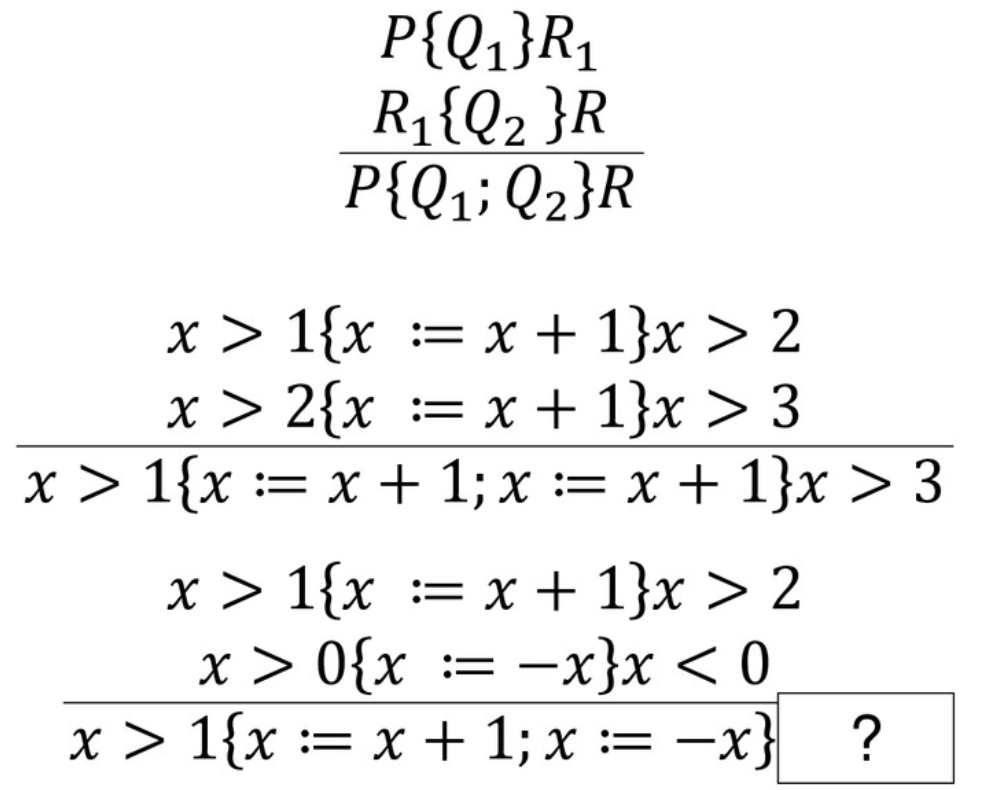 P{Q₁}R₁
R₁{Q₂ }R
P{Q₁; Q₂}R
x > 1{x ≔ x + 1}x > 2
x > 2{x ≔ x + 1}x > 3
x > 1{x ≔ x + 1; x ≔ x + 1}x > 3
x > 1{x ≔ x + 1}x > 2
x > 0{x ≔ −x}x < 0
x > 1{x ≔ x + 1; x ≔ −x} ?